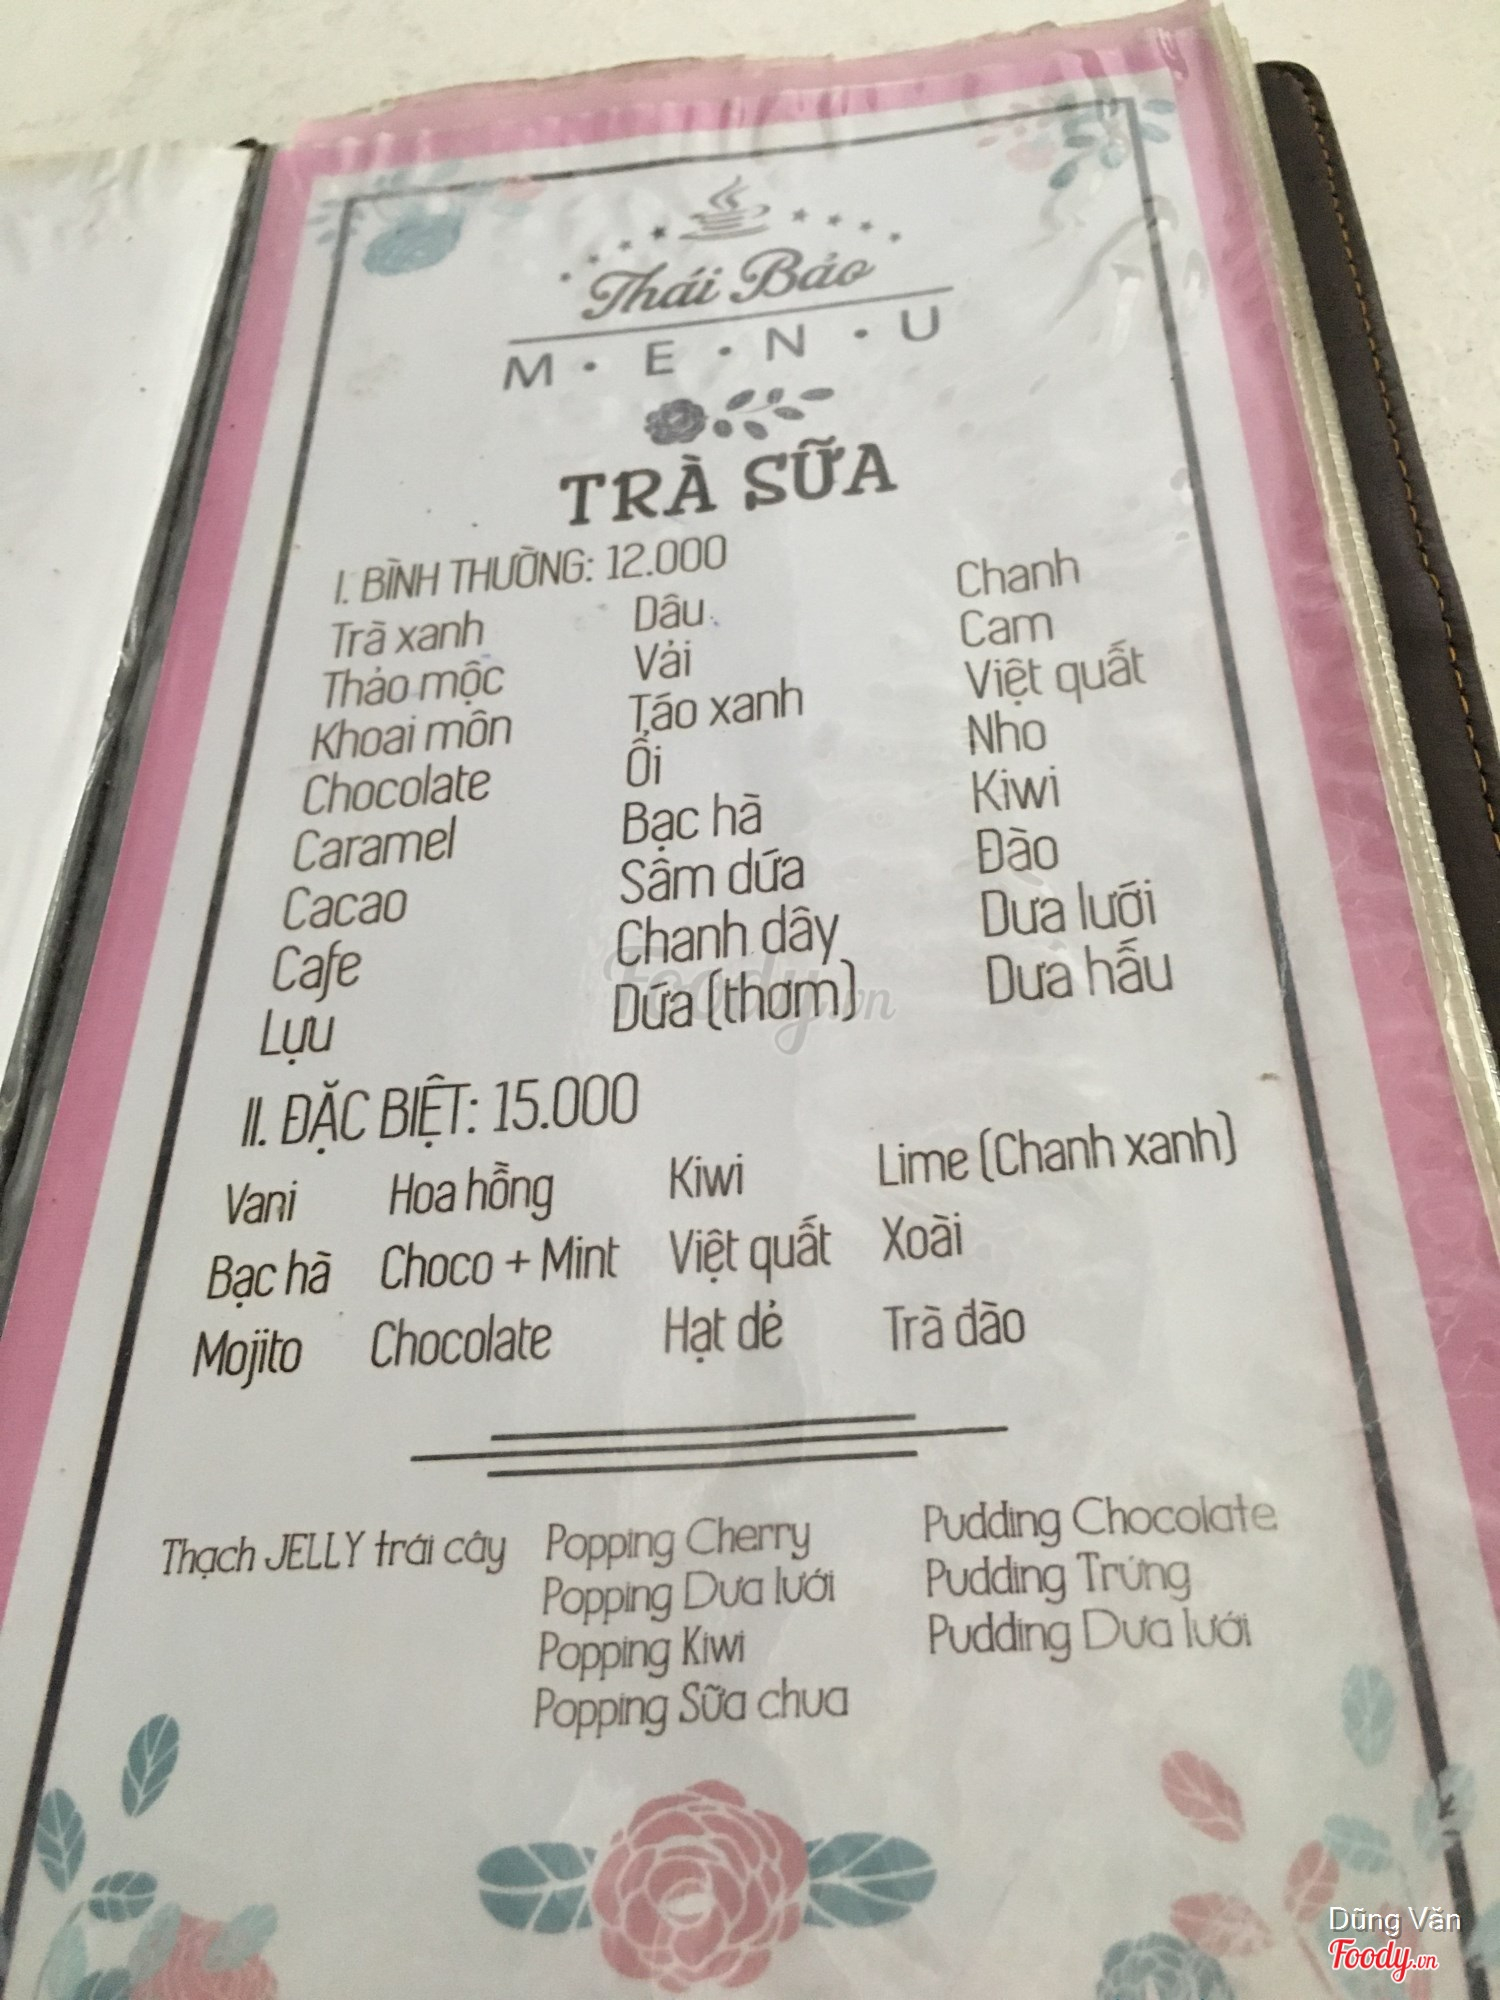 Thái Bảo
M · E · N · U
TRÀ SỮA
I. BÌNH THƯỜNG: 12.000
Trà xanh
Thảo mộc
Khoai môn
Chocolate
Caramel
Cacao
Cafe
Lựu
Dâu
Vải
Táo xanh
Ổi
Bạc hà
Sâm dứa
Chanh dây
Dứa (thơm)
Chanh
Cam
Việt quất
Nho
Kiwi
Đào
Dưa lưới
Dưa hấu
II. ĐẶC BIỆT: 15.000
Vani Hoa hồng Kiwi Lime (Chanh xanh)
Bạc hà Choco + Mint Việt quất Xoài
Mojito Chocolate Hạt dẻ Trà đào
Thạch JELLY trái cây
Popping Cherry
Popping Dưa lưới
Popping Kiwi
Popping Sữa chua
Pudding Chocolate
Pudding Trứng
Pudding Dưa lưới
Foody.vn
Dũng Văn
Foody.vn